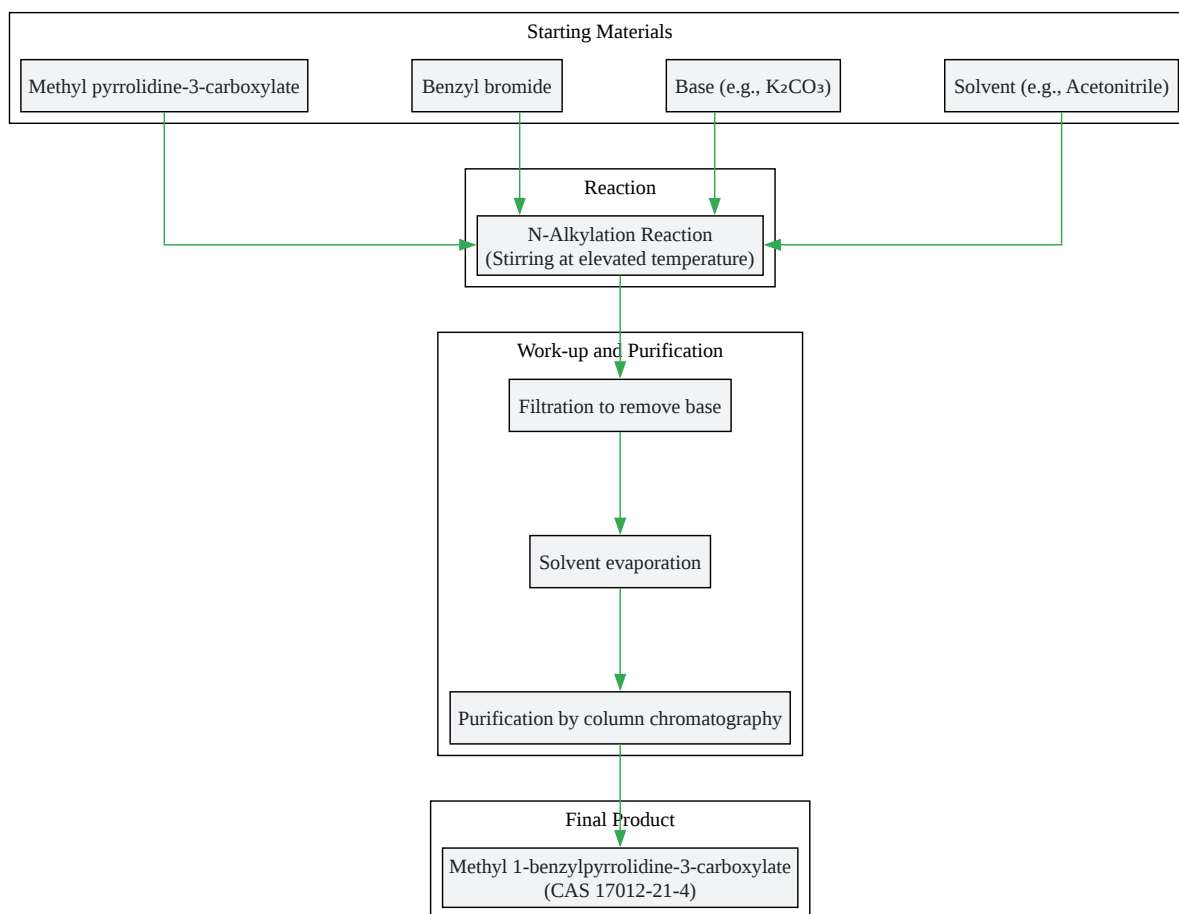 Starting Materials
Methyl pyrrolidine-3-carboxylate
Benzyl bromide
Base (e.g., K₂CO₃)
Solvent (e.g., Acetonitrile)
Reaction
N-Alkylation Reaction
(Stirring at elevated temperature)
Work-up and Purification
Filtration to remove base
Solvent evaporation
Purification by column chromatography
Final Product
Methyl 1-benzylpyrrolidine-3-carboxylate
(CAS 17012-21-4)